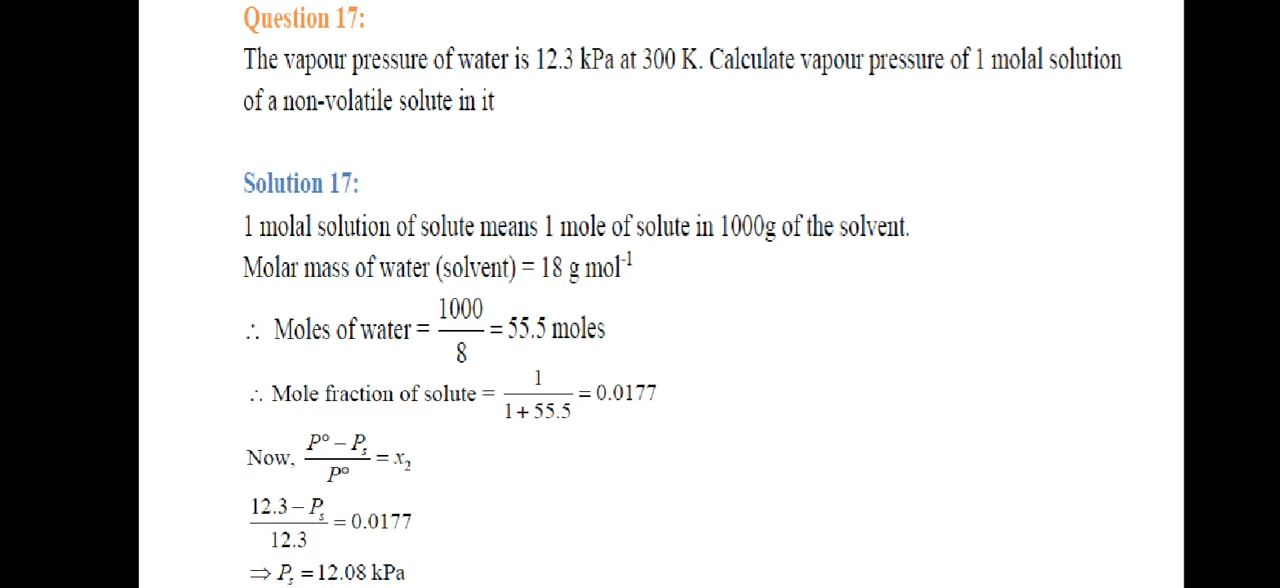 Question 17:
The vapour pressure of water is 12.3 kPa at 300 K. Calculate vapour pressure of 1 molal solution
of a non-volatile solute in it
Solution 17:
1 molal solution of solute means 1 mole of solute in 1000g of the solvent.
Molar mass of water (solvent) = 18 g mol⁻¹
∴ Moles of water = 1000/8 = 55.5 moles
∴ Mole fraction of solute = 1/(1 + 55.5) = 0.0177
Now, (P° − Pₛ)/P° = x₂
(12.3 − Pₛ)/12.3 = 0.0177
⇒ Pₛ = 12.08 kPa